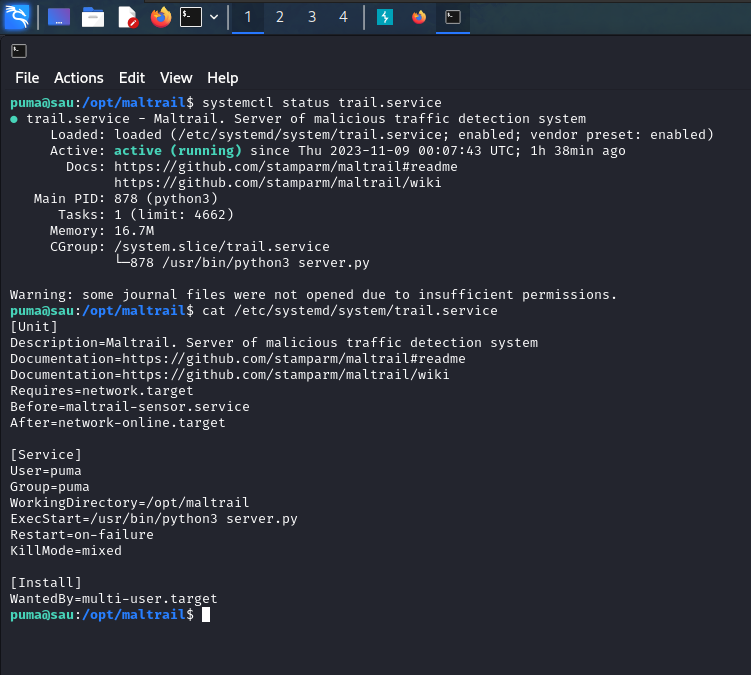 1 2 3 4
File Actions Edit View Help
puma@sau:/opt/maltrail$ systemctl status trail.service
● trail.service - Maltrail. Server of malicious traffic detection system
Loaded: loaded (/etc/systemd/system/trail.service; enabled; vendor preset: enabled)
Active: active (running) since Thu 2023-11-09 00:07:43 UTC; 1h 38min ago
Docs: https://github.com/stamparm/maltrail#readme
https://github.com/stamparm/maltrail/wiki
Main PID: 878 (python3)
Tasks: 1 (limit: 4662)
Memory: 16.7M
CGroup: /system.slice/trail.service
└─878 /usr/bin/python3 server.py
Warning: some journal files were not opened due to insufficient permissions.
puma@sau:/opt/maltrail$ cat /etc/systemd/system/trail.service
[Unit]
Description=Maltrail. Server of malicious traffic detection system
Documentation=https://github.com/stamparm/maltrail#readme
Documentation=https://github.com/stamparm/maltrail/wiki
Requires=network.target
Before=maltrail-sensor.service
After=network-online.target
[Service]
User=puma
Group=puma
WorkingDirectory=/opt/maltrail
ExecStart=/usr/bin/python3 server.py
Restart=on-failure
KillMode=mixed
[Install]
WantedBy=multi-user.target
puma@sau:/opt/maltrail$